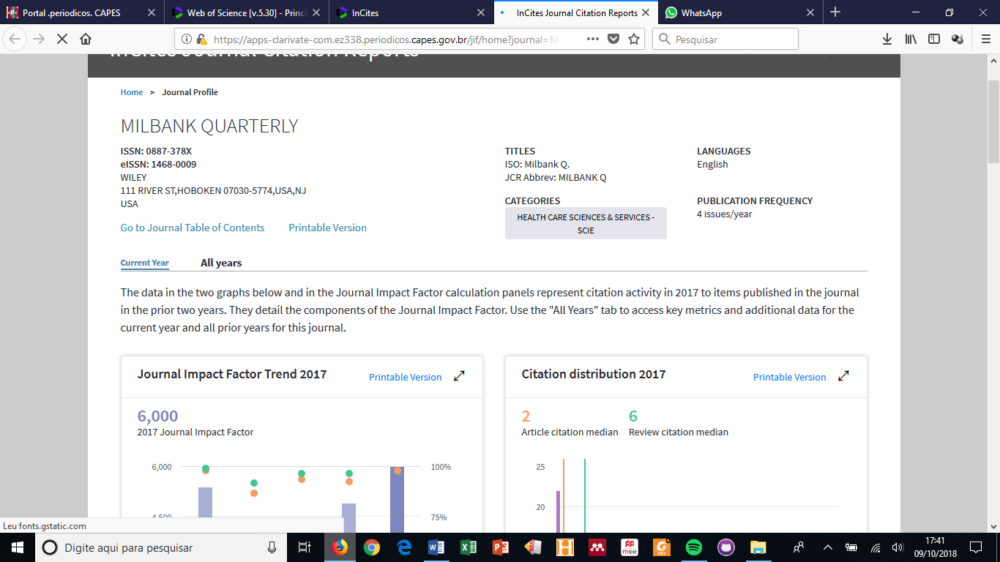 Portal .periodicos. CAPES
Web of Science [v.5.30] - Princi
InCites
InCites Journal Citation Reports
WhatsApp
https://apps-clarivate-com.ez338.periodicos.capes.gov.br/jif/home?journal=M
Pesquisar
InCites Journal Citation Reports
Home > Journal Profile
MILBANK QUARTERLY
ISSN: 0887-378X
eISSN: 1468-0009
WILEY
111 RIVER ST,HOBOKEN 07030-5774,USA,NJ
USA
Go to Journal Table of Contents Printable Version
TITLES
ISO: Milbank Q.
JCR Abbrev: MILBANK Q
CATEGORIES
HEALTH CARE SCIENCES & SERVICES -
SCIE
LANGUAGES
English
PUBLICATION FREQUENCY
4 issues/year
Current Year All years
The data in the two graphs below and in the Journal Impact Factor calculation panels represent citation activity in 2017 to items published in the journal
in the prior two years. They detail the components of the Journal Impact Factor. Use the "All Years" tab to access key metrics and additional data for the
current year and all prior years for this journal.
Journal Impact Factor Trend 2017 Printable Version
6,000
2017 Journal Impact Factor
6,000 100%
4,500 75%
Citation distribution 2017 Printable Version
2 6
Article citation median Review citation median
25
20
Leu fonts.gstatic.com
Digite aqui para pesquisar
mee
PDF
17:41
09/10/2018